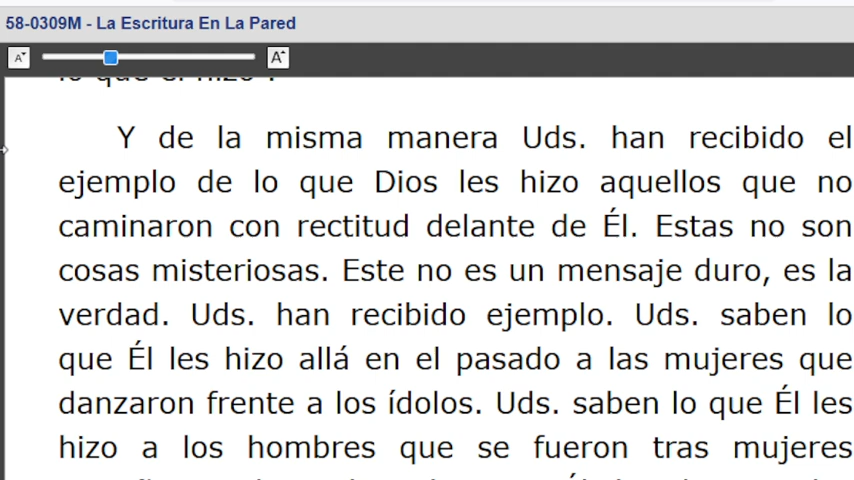 58-0309M - La Escritura En La Pared
A A
lo que él hizo".
Y de la misma manera Uds. han recibido el
ejemplo de lo que Dios les hizo aquellos que no
caminaron con rectitud delante de Él. Estas no son
cosas misteriosas. Este no es un mensaje duro, es la
verdad. Uds. han recibido ejemplo. Uds. saben lo
que Él les hizo allá en el pasado a las mujeres que
danzaron frente a los ídolos. Uds. saben lo que Él les
hizo a los hombres que se fueron tras mujeres